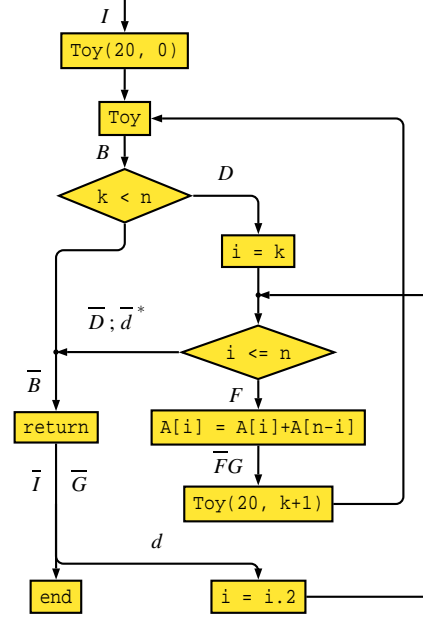 I
Toy(20, 0)
Toy
B
D
k < n
i = k
D̅ ; d̅ *
i <= n
B̅
F
return
A[i] = A[i]+A[n-i]
F̅G
I̅ G̅
Toy(20, k+1)
d
end
i = i.2